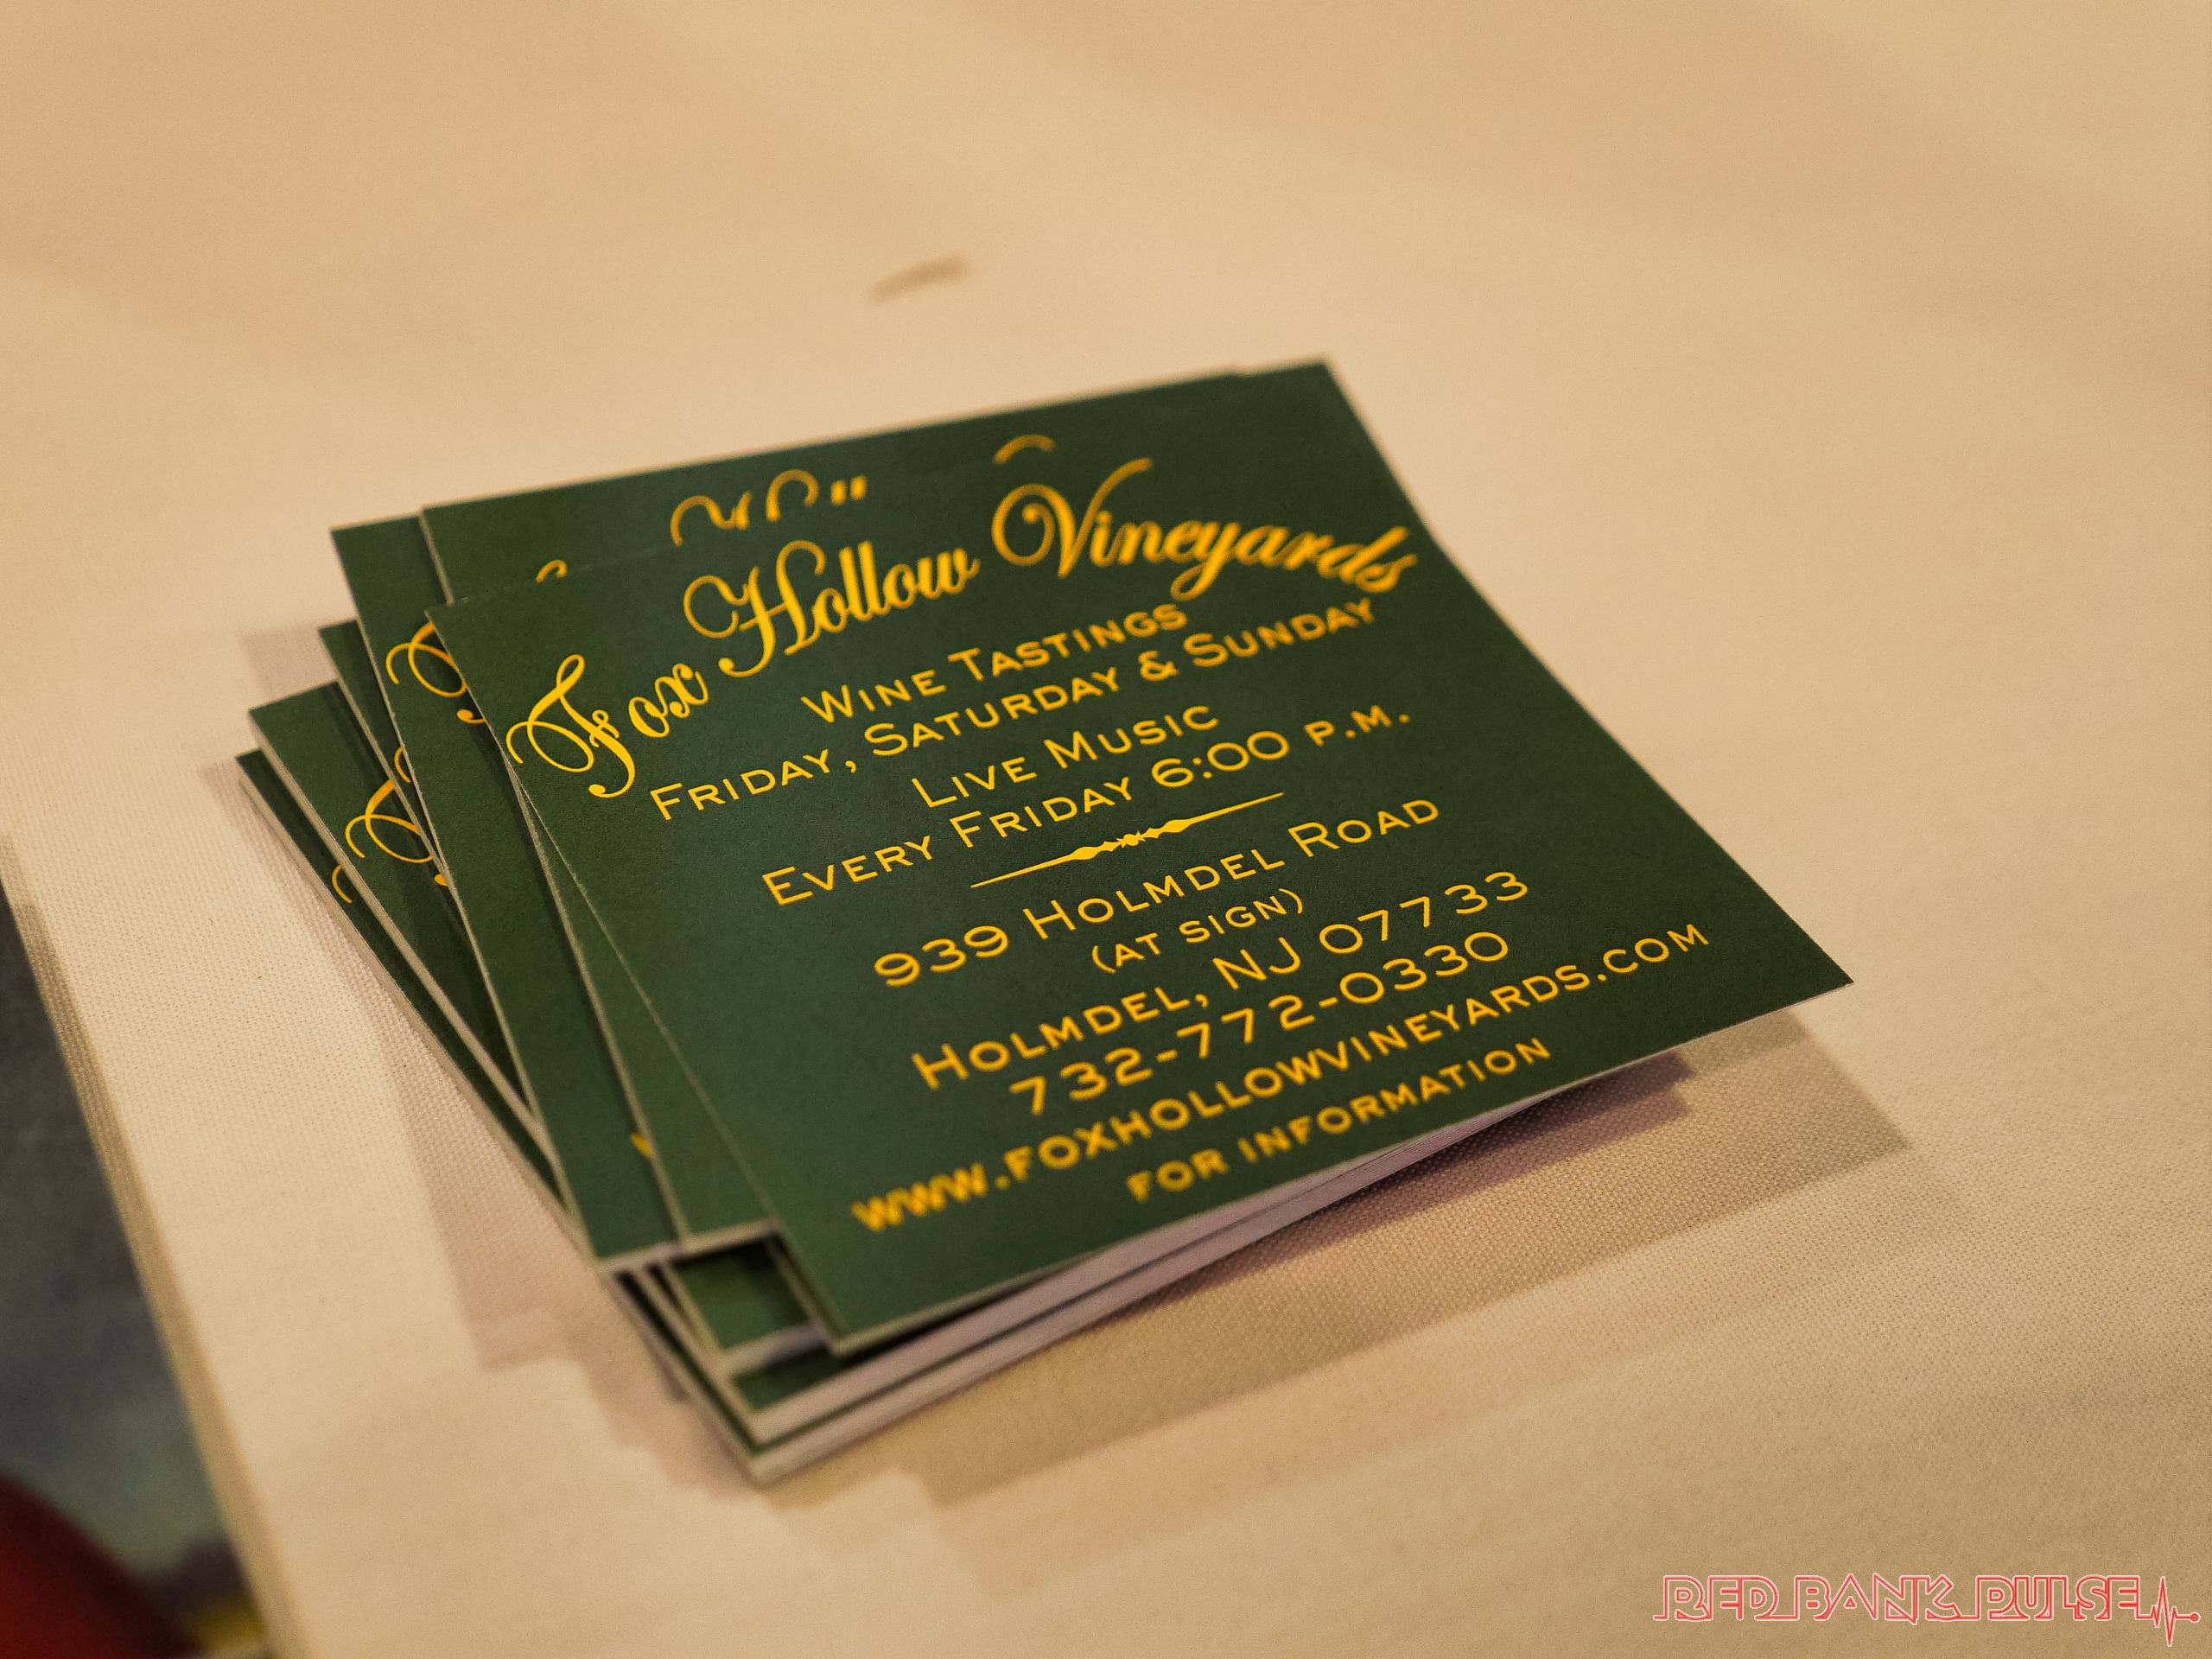 Fox Hollow Vineyards
Wine Tastings
Friday, Saturday & Sunday
Live Music
Every Friday 6:00 p.m.
939 Holmdel Road
(at sign)
Holmdel, NJ 07733
732-772-0330
www.foxhollowvineyards.com
for information
RED BANK PULSE